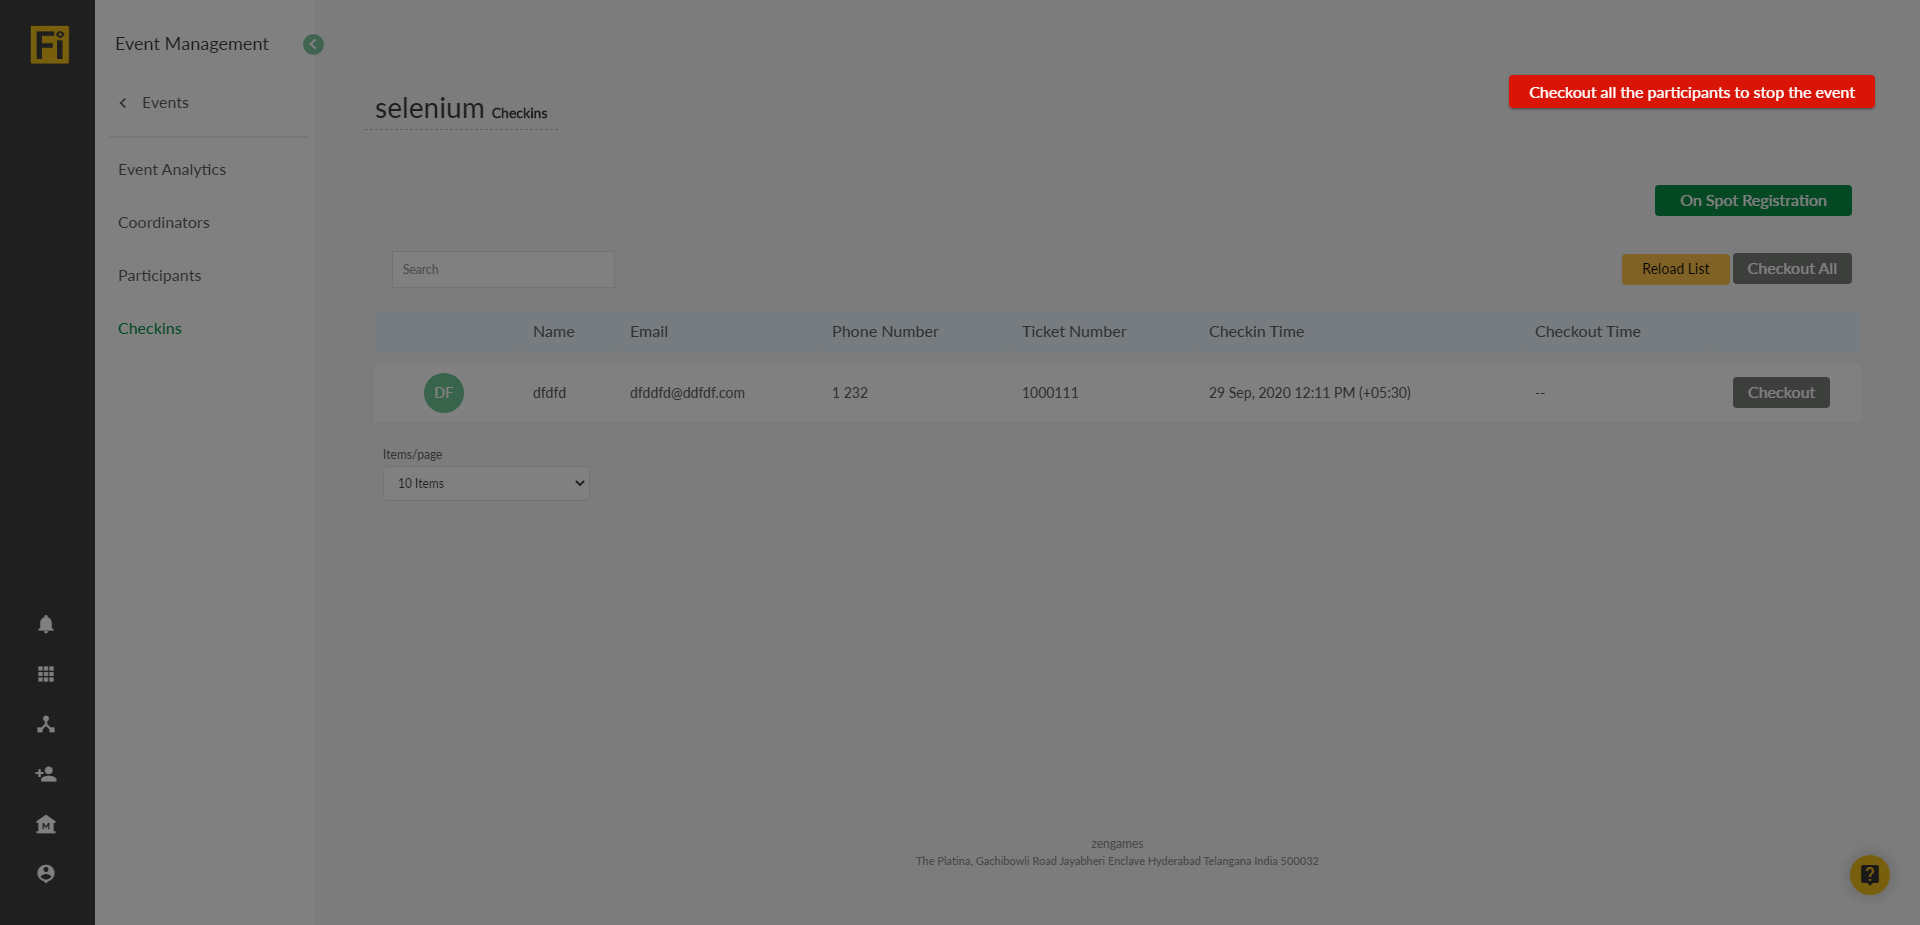 Fi
Event Management
Events
Event Analytics
Coordinators
Participants
Checkins
selenium Checkins
Checkout all the participants to stop the event
On Spot Registration
Search
Reload List
Checkout All
Name Email Phone Number Ticket Number Checkin Time Checkout Time
DF dfdfd dfddfd@ddfdf.com 1 232 1000111 29 Sep, 2020 12:11 PM (+05:30) -- Checkout
Items/page
10 Items
zengames
The Platina, Gachibowli Road Jayabheri Enclave Hyderabad Telangana India 500032
M
?